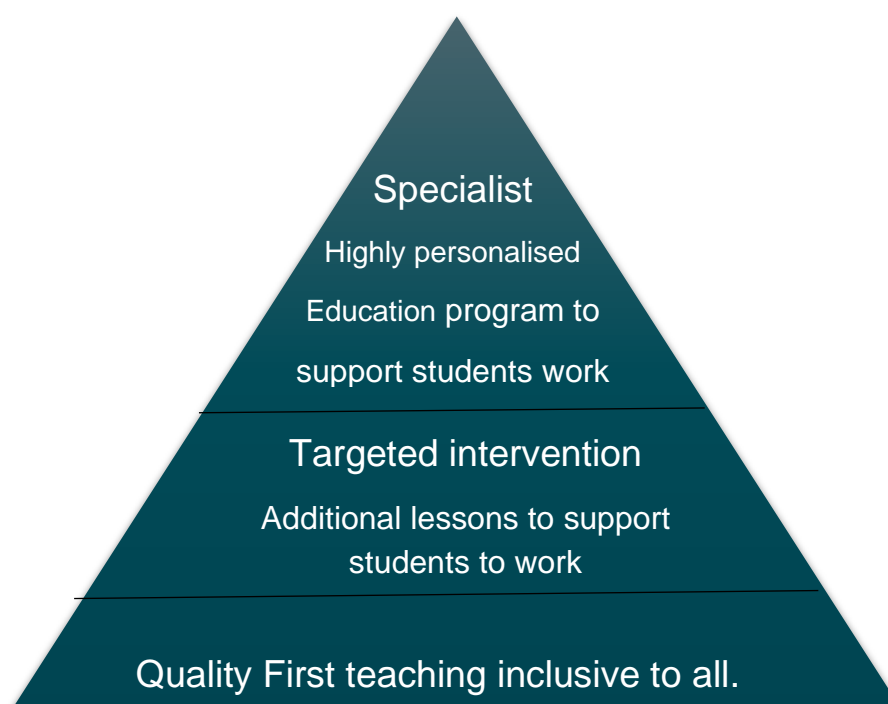 Specialist
Highly personalised
Education program to
support students work
Targeted intervention
Additional lessons to support
students to work
Quality First teaching inclusive to all.